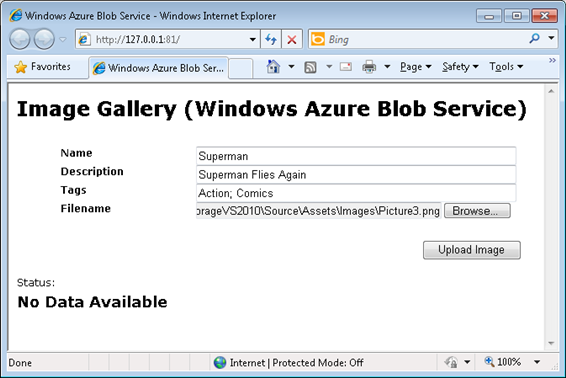 Windows Azure Blob Service - Windows Internet Explorer
http://127.0.0.1:81/
Bing
Favorites
Windows Azure Blob Ser...
Page
Safety
Tools
»
Image Gallery (Windows Azure Blob Service)
Name Superman
Description Superman Flies Again
Tags Action; Comics
Filename orageVS2010\Source\Assets\Images\Picture3.png Browse...
Upload Image
Status:
No Data Available
Done Internet | Protected Mode: Off 100%